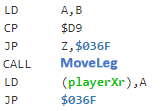 LD A,B
CP $D9
JP Z,$036F
CALL MoveLeg
LD (playerXr),A
JP $036F